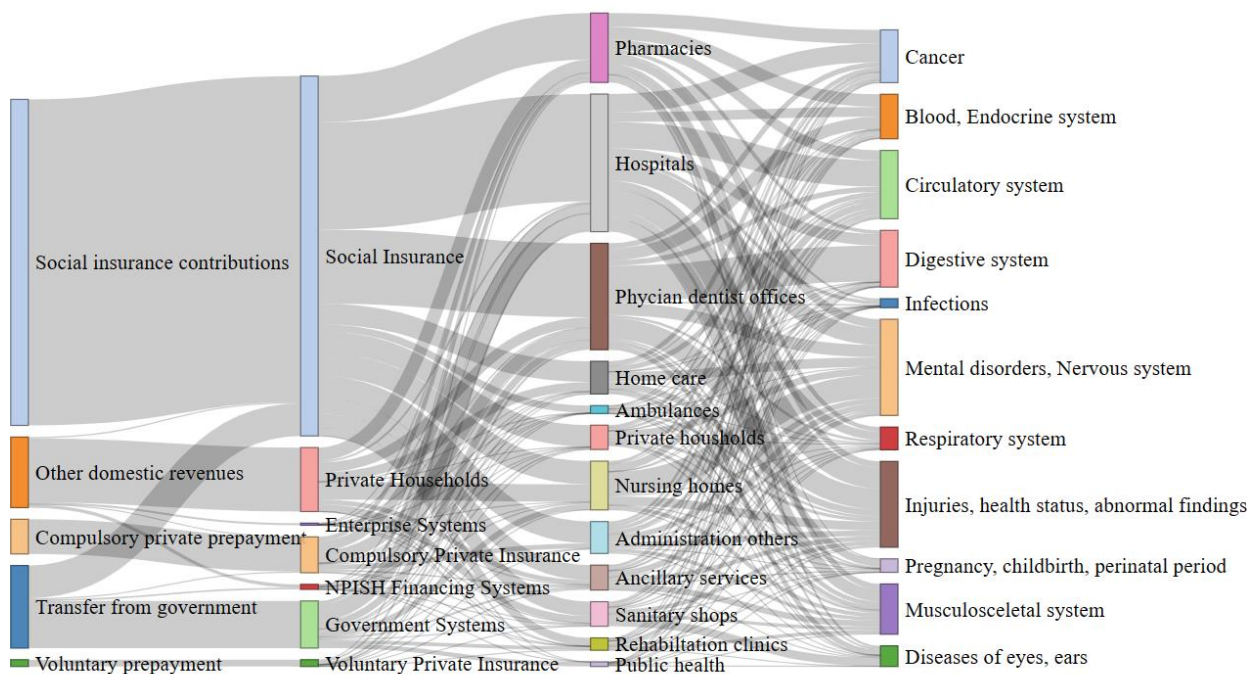 Social insurance contributions
Other domestic revenues
Compulsory private prepayment
Transfer from government
Voluntary prepayment
Social Insurance
Private Households
Enterprise Systems
Compulsory Private Insurance
NPISH Financing Systems
Government Systems
Voluntary Private Insurance
Pharmacies
Hospitals
Phycian dentist offices
Home care
Ambulances
Private housholds
Nursing homes
Administration others
Ancillary services
Sanitary shops
Rehabiltation clinics
Public health
Cancer
Blood, Endocrine system
Circulatory system
Digestive system
Infections
Mental disorders, Nervous system
Respiratory system
Injuries, health status, abnormal findings
Pregnancy, childbirth, perinatal period
Musculosceletal system
Diseases of eyes, ears